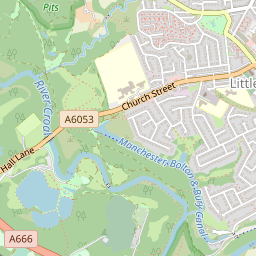 Pits
River Croal
Church Street
Little
A6053
Hall Lane
Manchester, Bolton & Bury Canal
A666